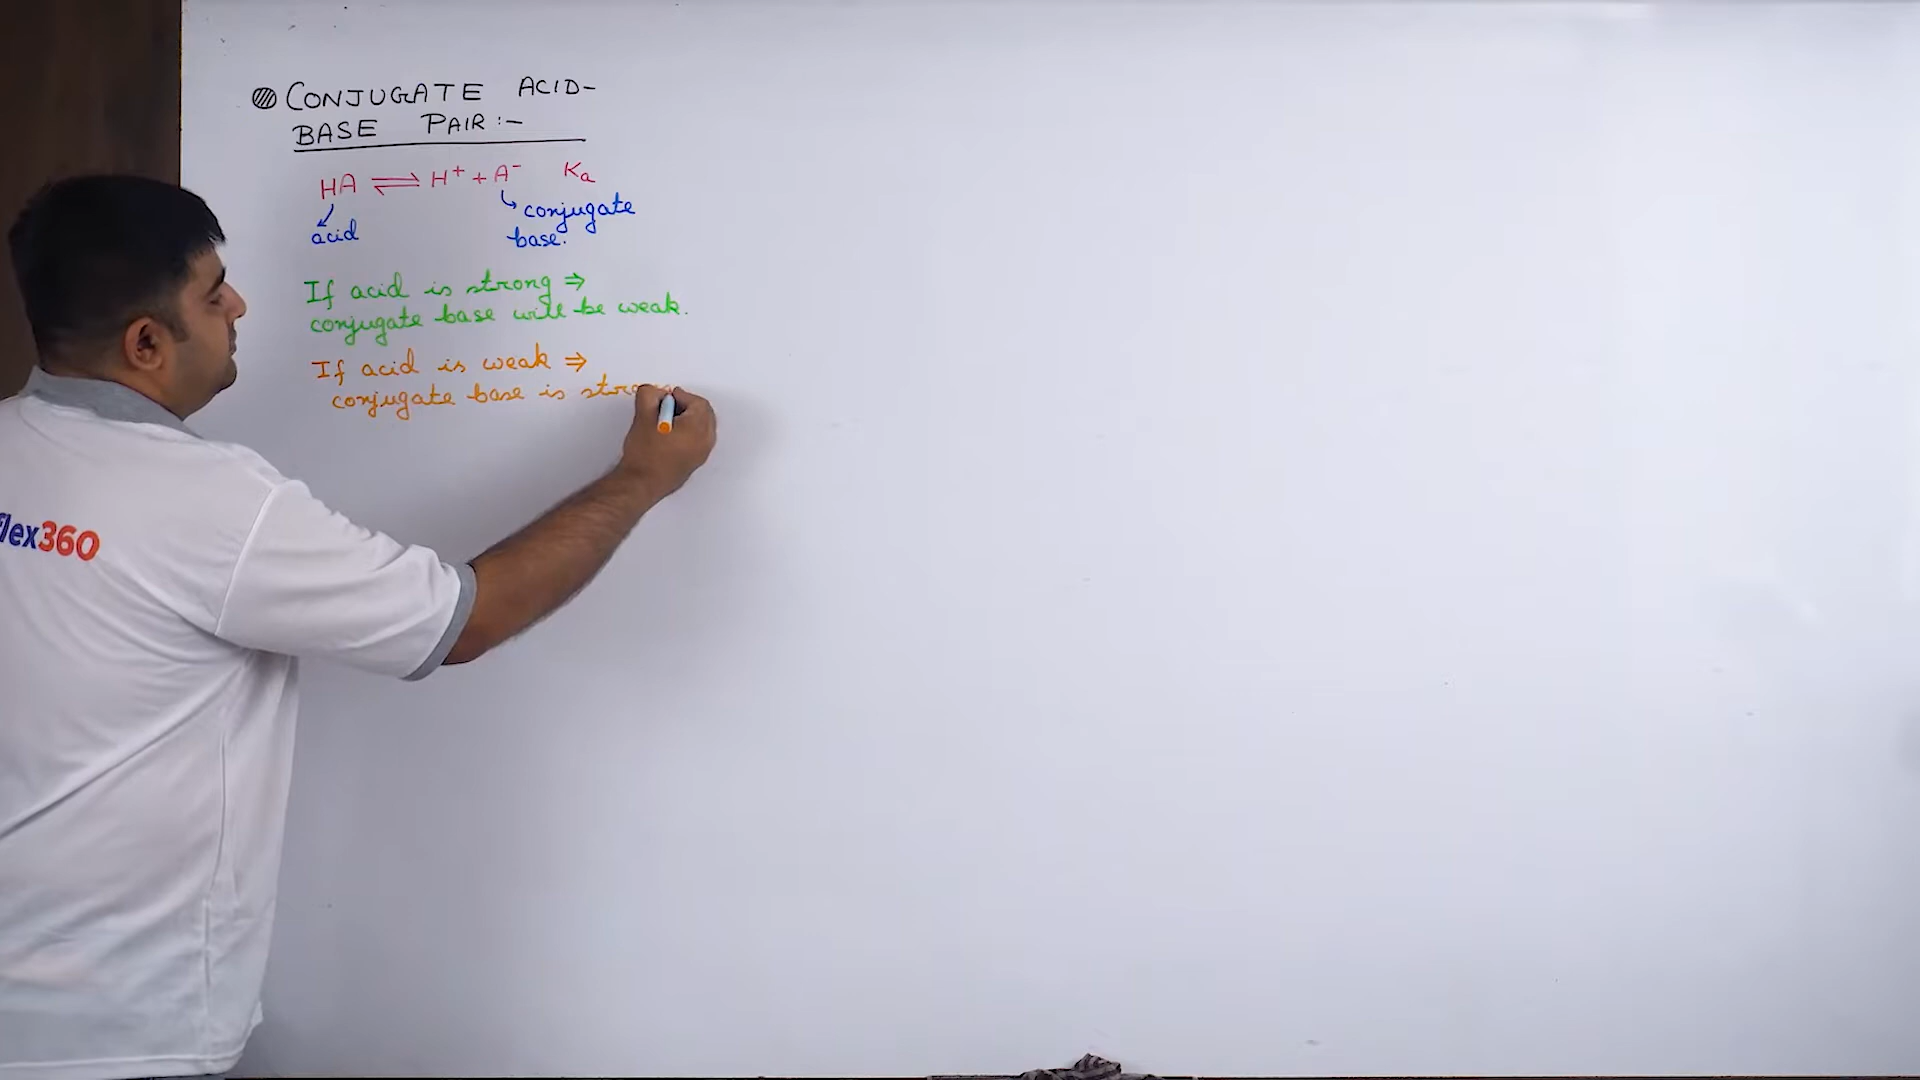 CONJUGATE ACID-
BASE PAIR :-
HA ⇌ H⁺ + A⁻ Ka
acid
conjugate
base.
If acid is strong ⇒
conjugate base will be weak.
If acid is weak ⇒
conjugate base is
flex360